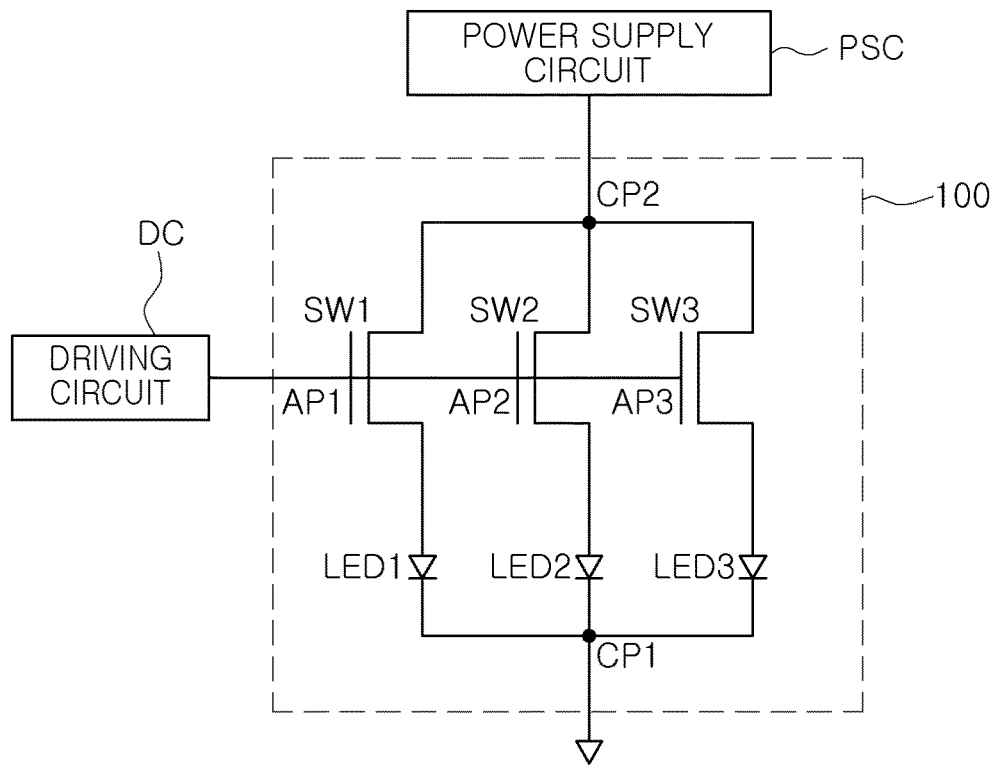 POWER SUPPLY
CIRCUIT
PSC
CP2
100
DC
SW1
SW2
SW3
DRIVING
CIRCUIT
AP1
AP2
AP3
LED1
LED2
LED3
CP1